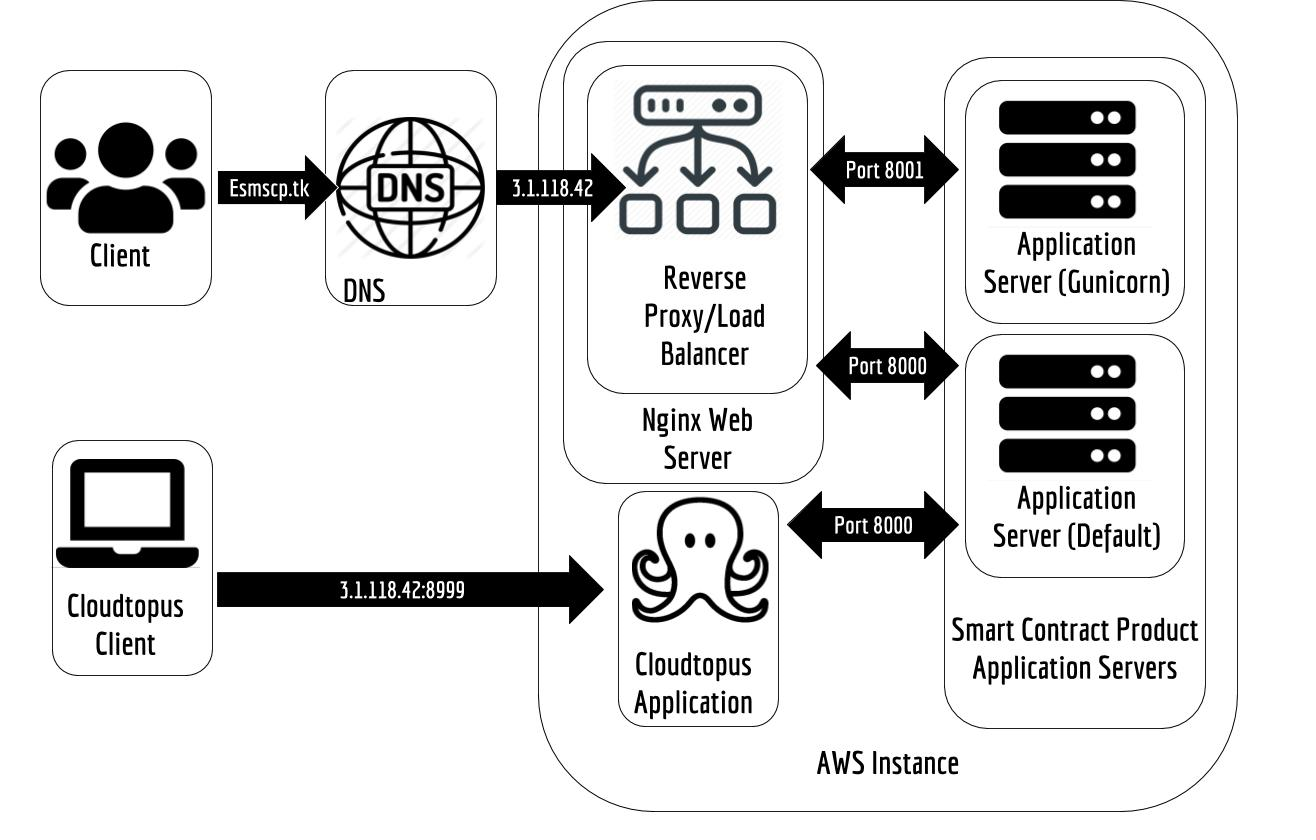 Client
Esmscp.tk
DNS
DNS
3.1.118.42
Reverse
Proxy/Load
Balancer
Nginx Web
Server
Port 8001
Application
Server (Gunicorn)
Port 8000
Application
Server (Default)
Port 8000
Smart Contract Product
Application Servers
Cloudtopus
Client
3.1.118.42:8999
Cloudtopus
Application
AWS Instance